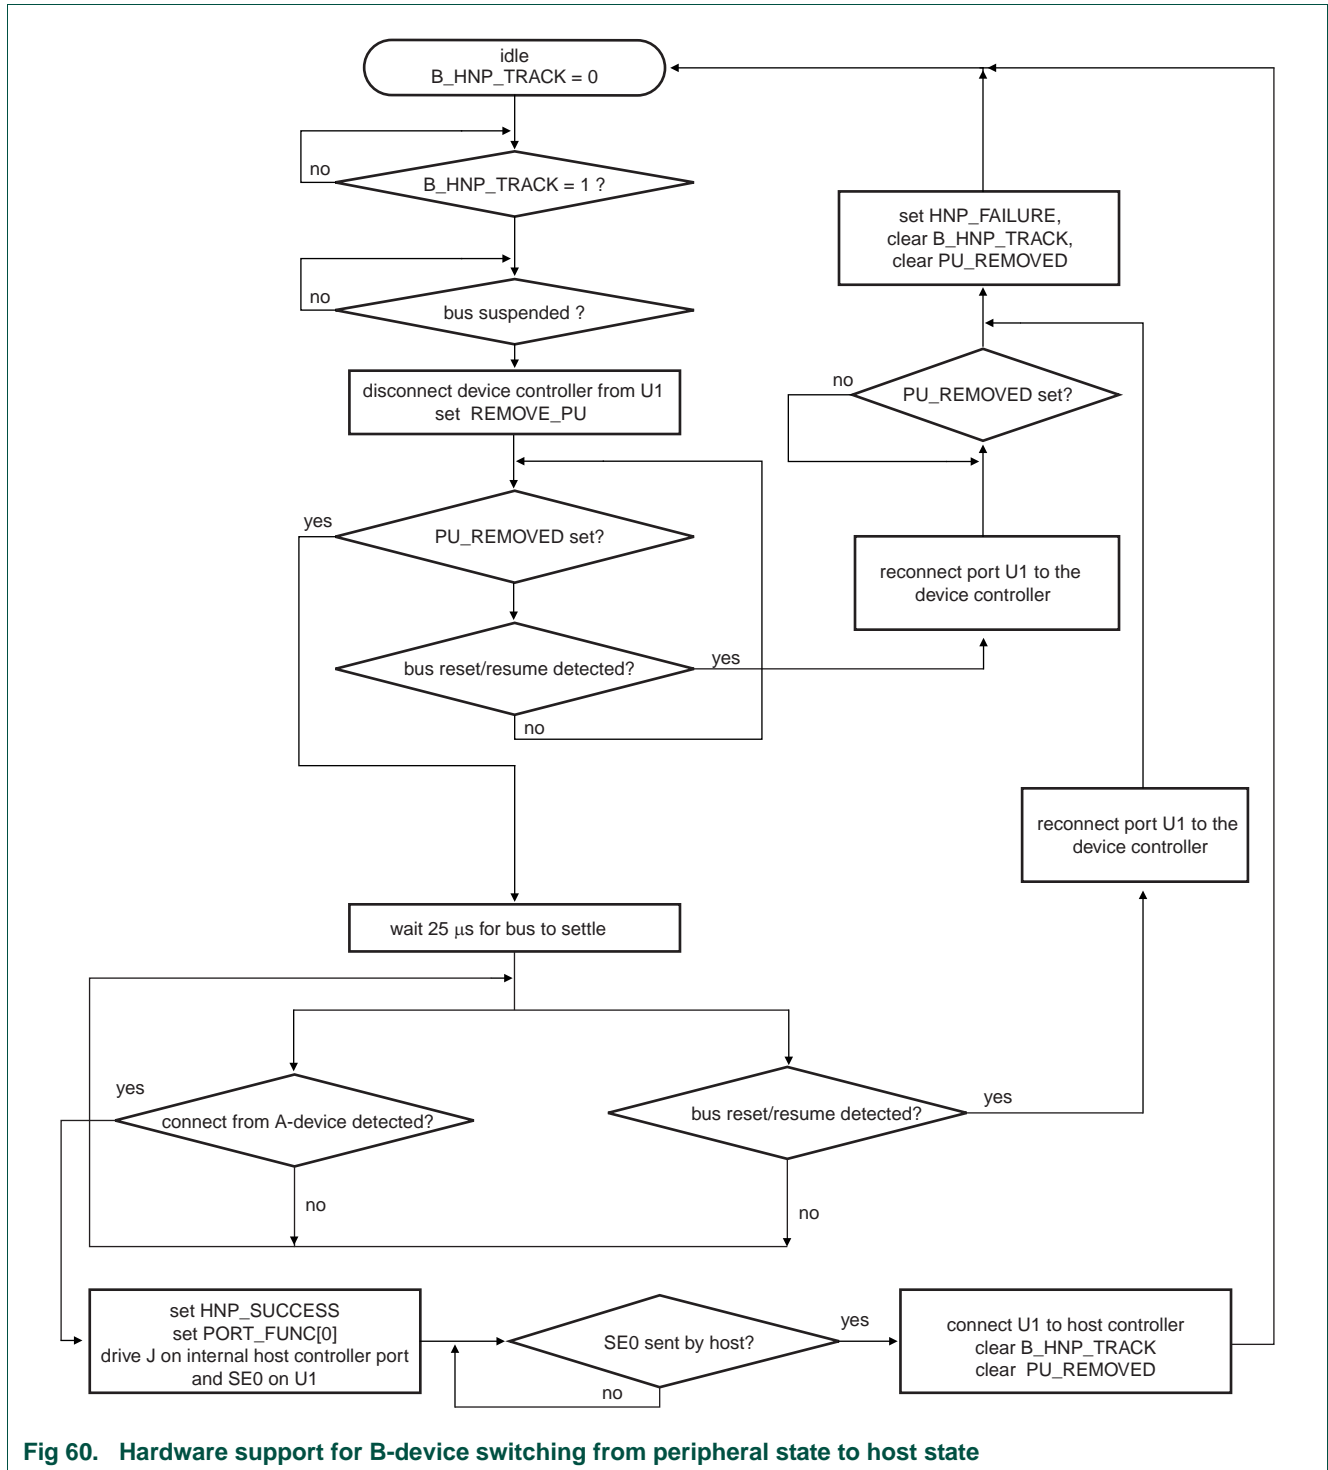 idle
B_HNP_TRACK = 0
no
B_HNP_TRACK = 1 ?
set HNP_FAILURE,
clear B_HNP_TRACK,
clear PU_REMOVED
no
bus suspended ?
disconnect device controller from U1
set REMOVE_PU
no
PU_REMOVED set?
yes
PU_REMOVED set?
reconnect port U1 to the
device controller
bus reset/resume detected?
yes
no
reconnect port U1 to the
device controller
wait 25 μs for bus to settle
yes
connect from A-device detected?
no
bus reset/resume detected?
yes
no
set HNP_SUCCESS
set PORT_FUNC[0]
drive J on internal host controller port
and SE0 on U1
SE0 sent by host?
yes
no
connect U1 to host controller
clear B_HNP_TRACK
clear PU_REMOVED
Fig 60. Hardware support for B-device switching from peripheral state to host state